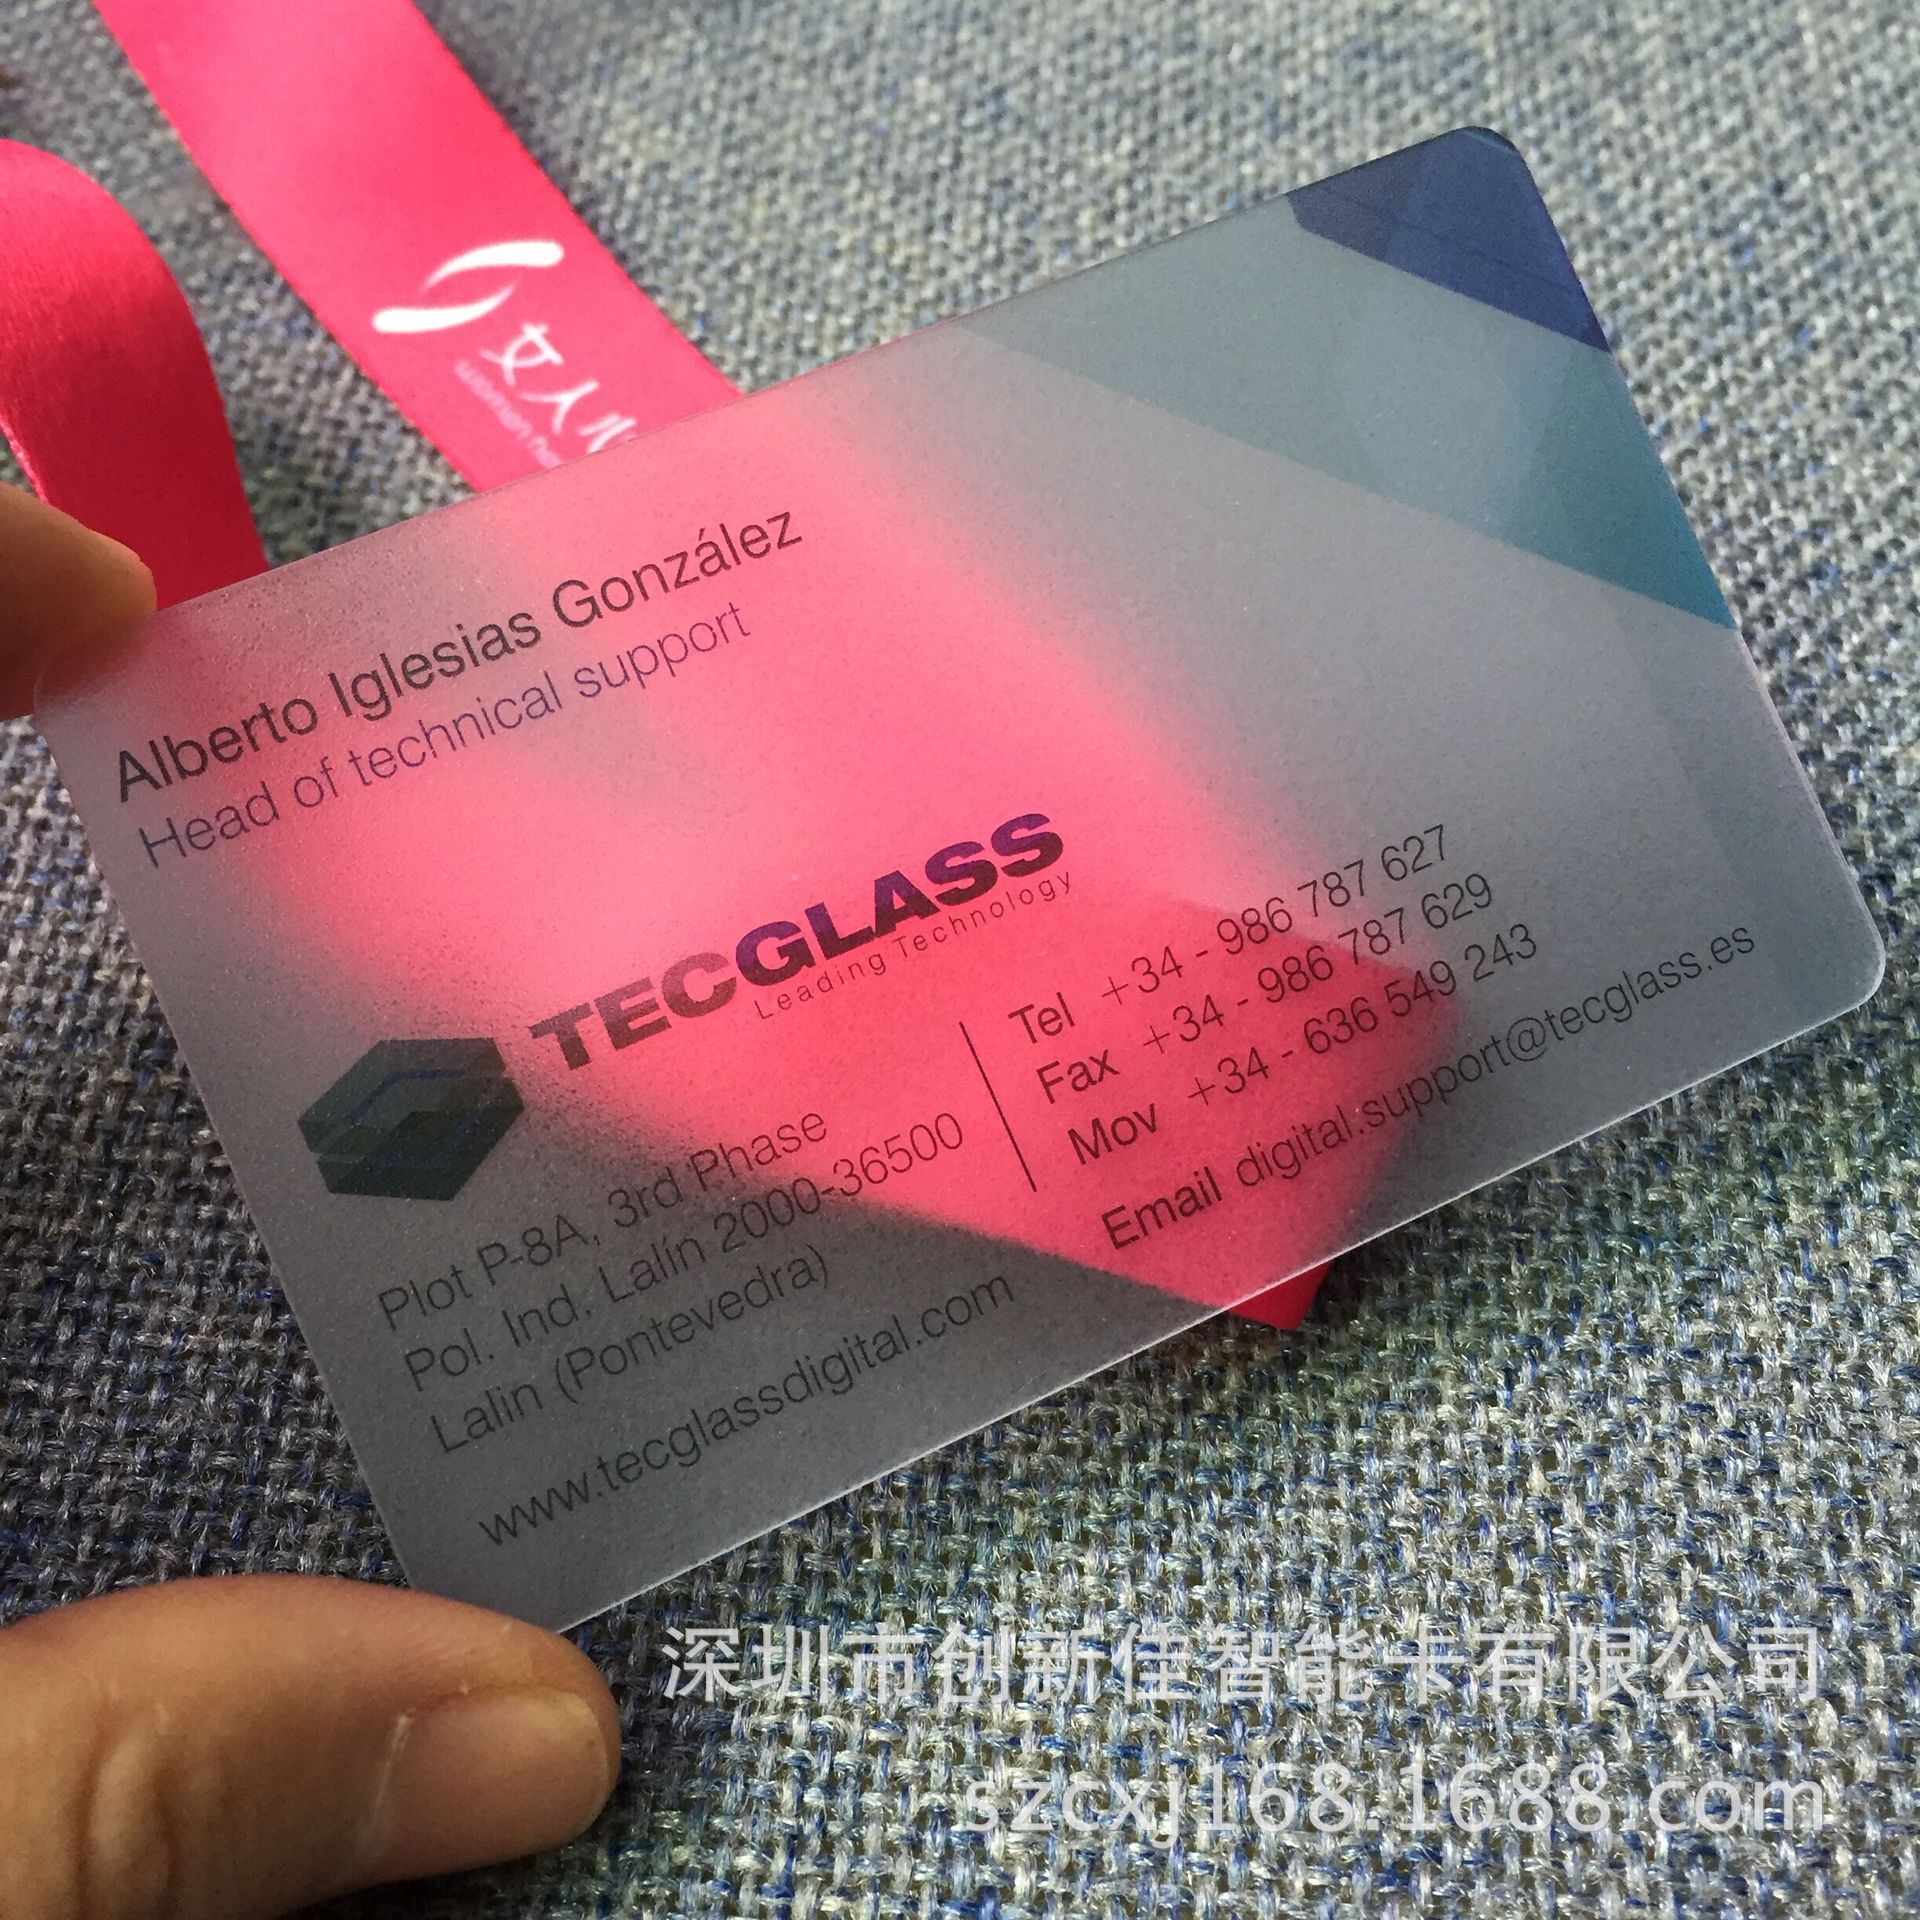 女人心
Alberto Iglesias González
Head of technical support
TECGLASS
Leading Technology
Plot P-8A, 3rd Phase
Pol. Ind. Lalín 2000-36500
Lalin (Pontevedra)
www.tecglassdigital.com
Tel +34 - 986 787 627
Fax +34 - 986 787 629
Mov +34 - 636 549 243
Email digital.support@tecglass.es
深圳市创新佳智能卡有限公司
szcxj168.1688.com